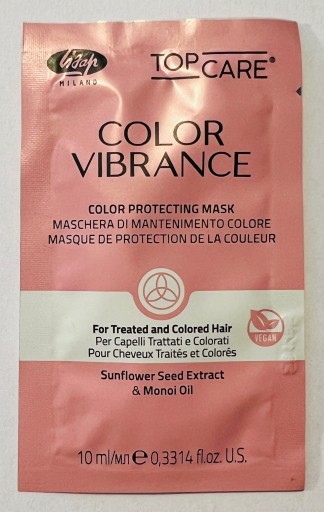 Lisap
MILANO
TOPCARE®
COLOR
VIBRANCE
COLOR PROTECTING MASK
MASCHERA DI MANTENIMENTO COLORE
MASQUE DE PROTECTION DE LA COULEUR
For Treated and Colored Hair
Per Capelli Trattati e Colorati
Pour Cheveux Traités et Colorés
VEGAN
Sunflower Seed Extract
& Monoi Oil
10 ml/мл ℮ 0,3314 fl.oz. U.S.